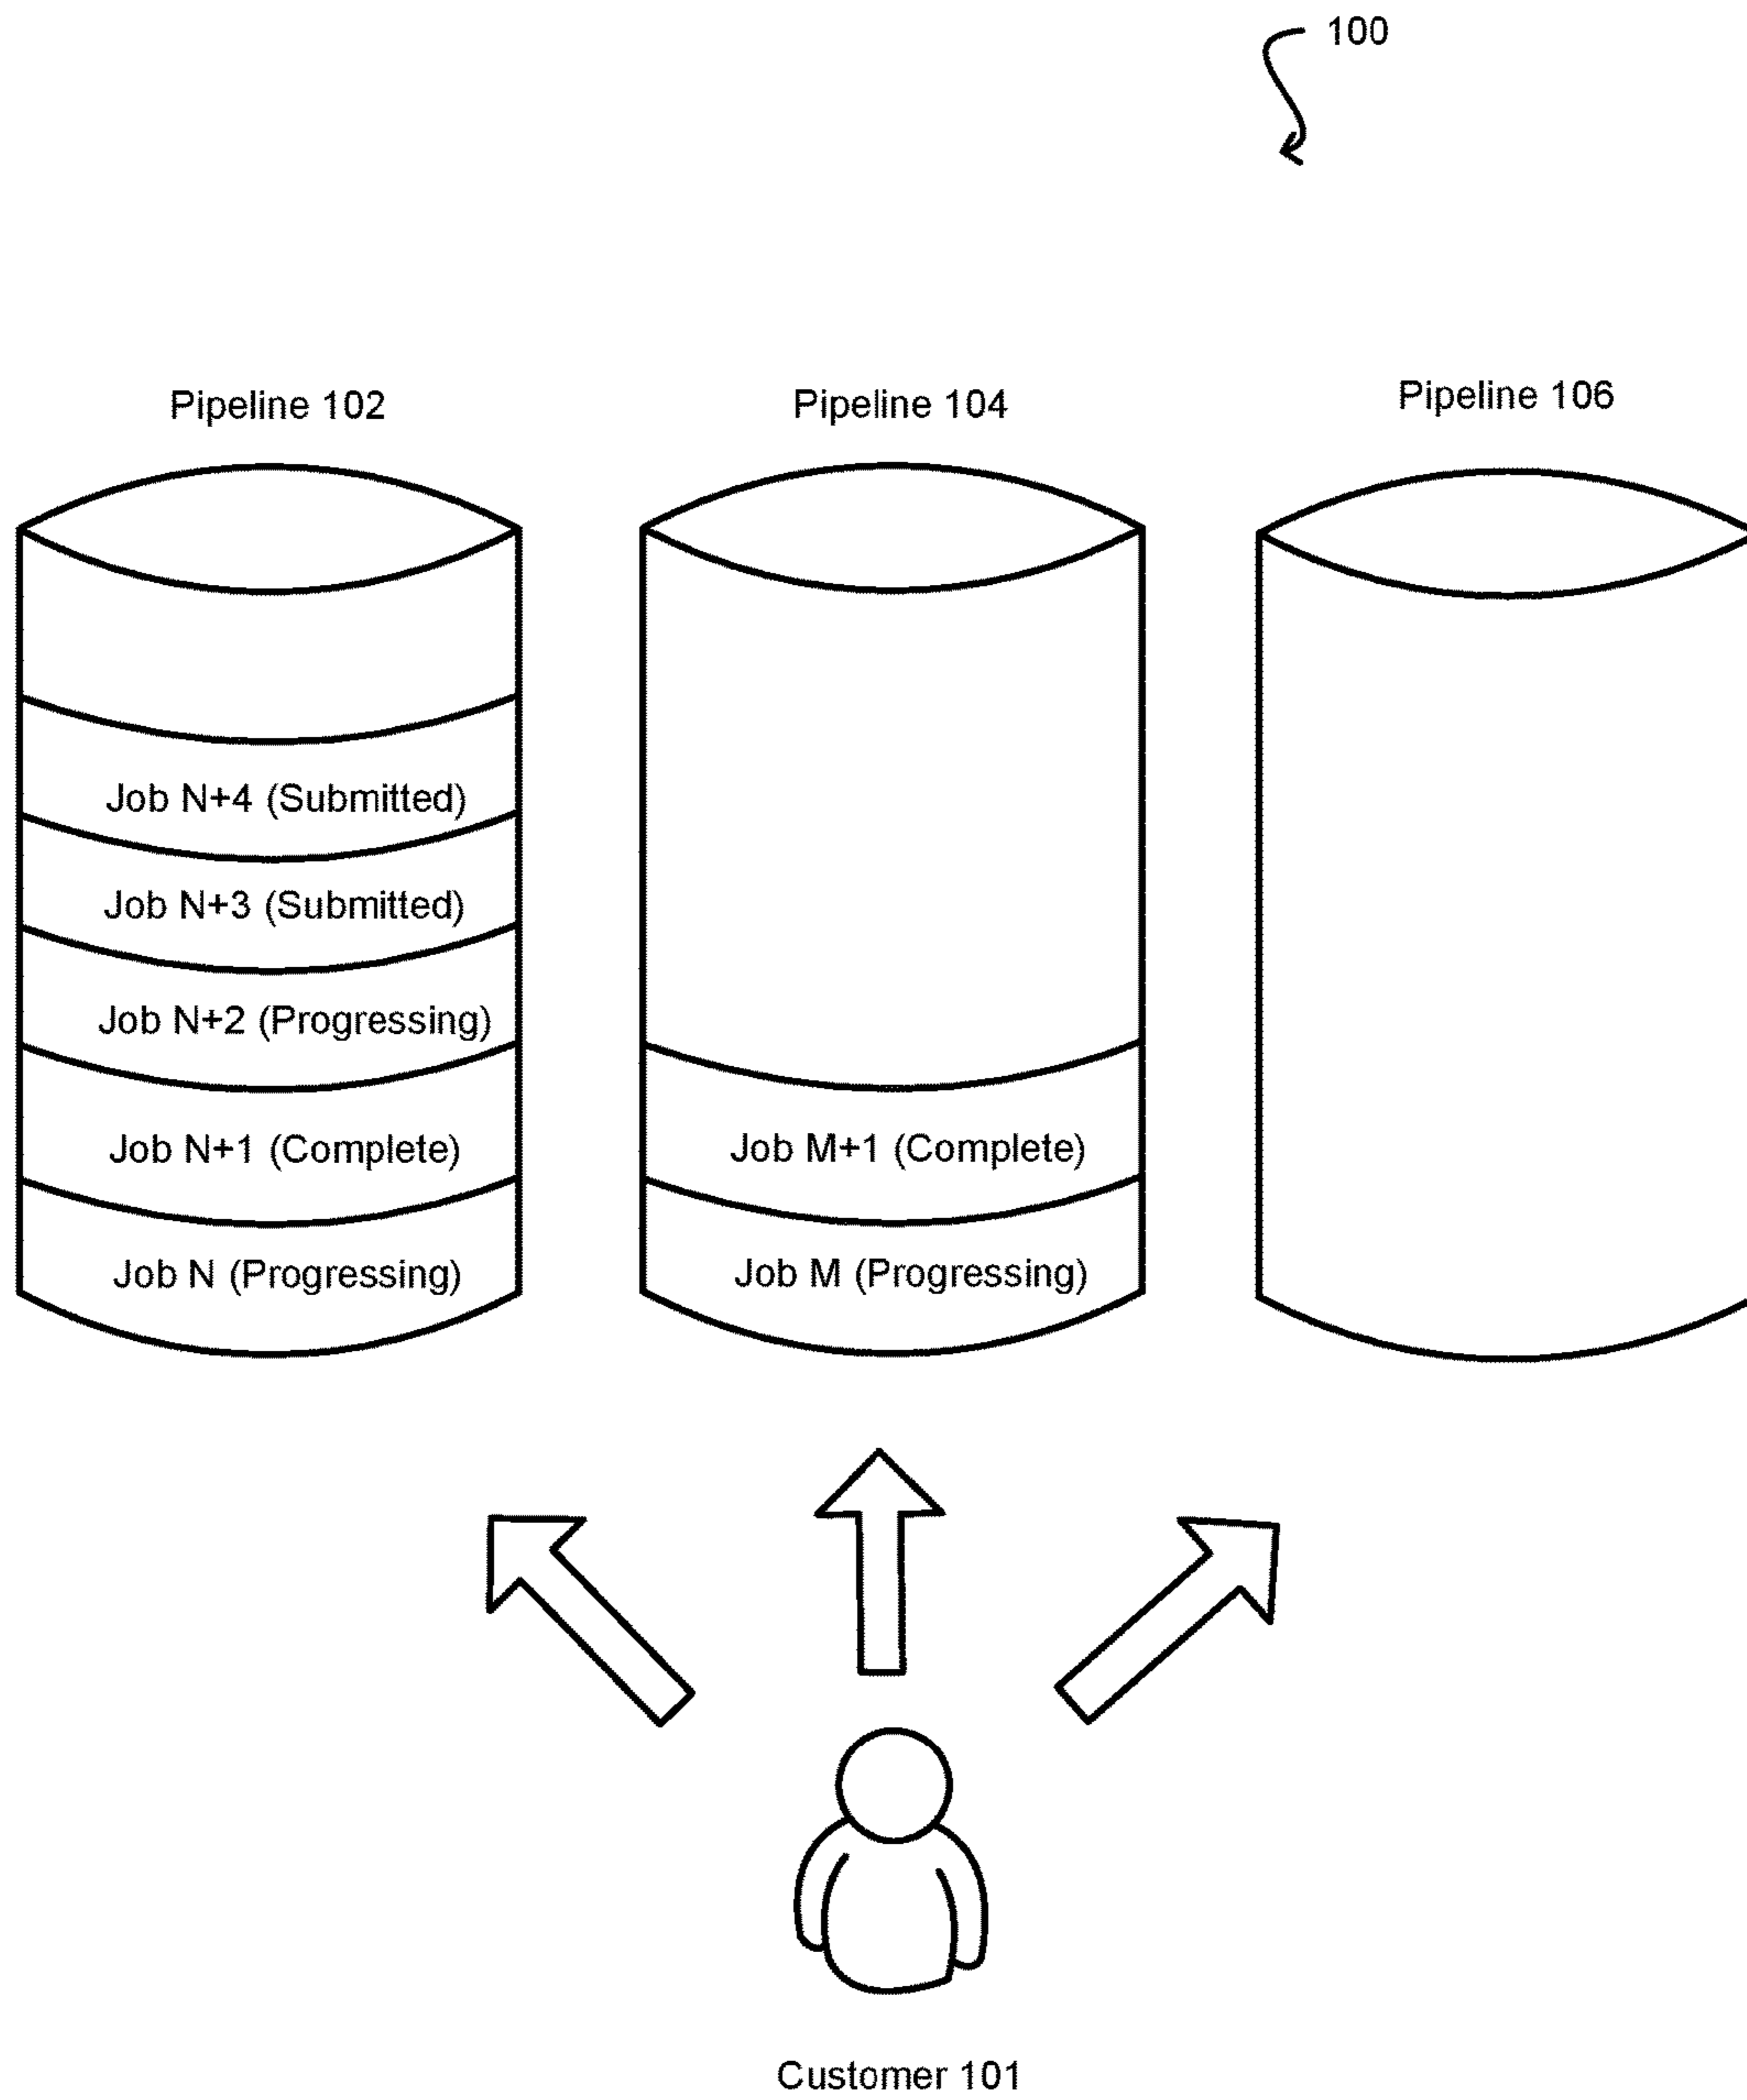 100
Pipeline 102
Pipeline 104
Pipeline 106
Job N+4 (Submitted)
Job N+3 (Submitted)
Job N+2 (Progressing)
Job N+1 (Complete)
Job N (Progressing)
Job M+1 (Complete)
Job M (Progressing)
Customer 101